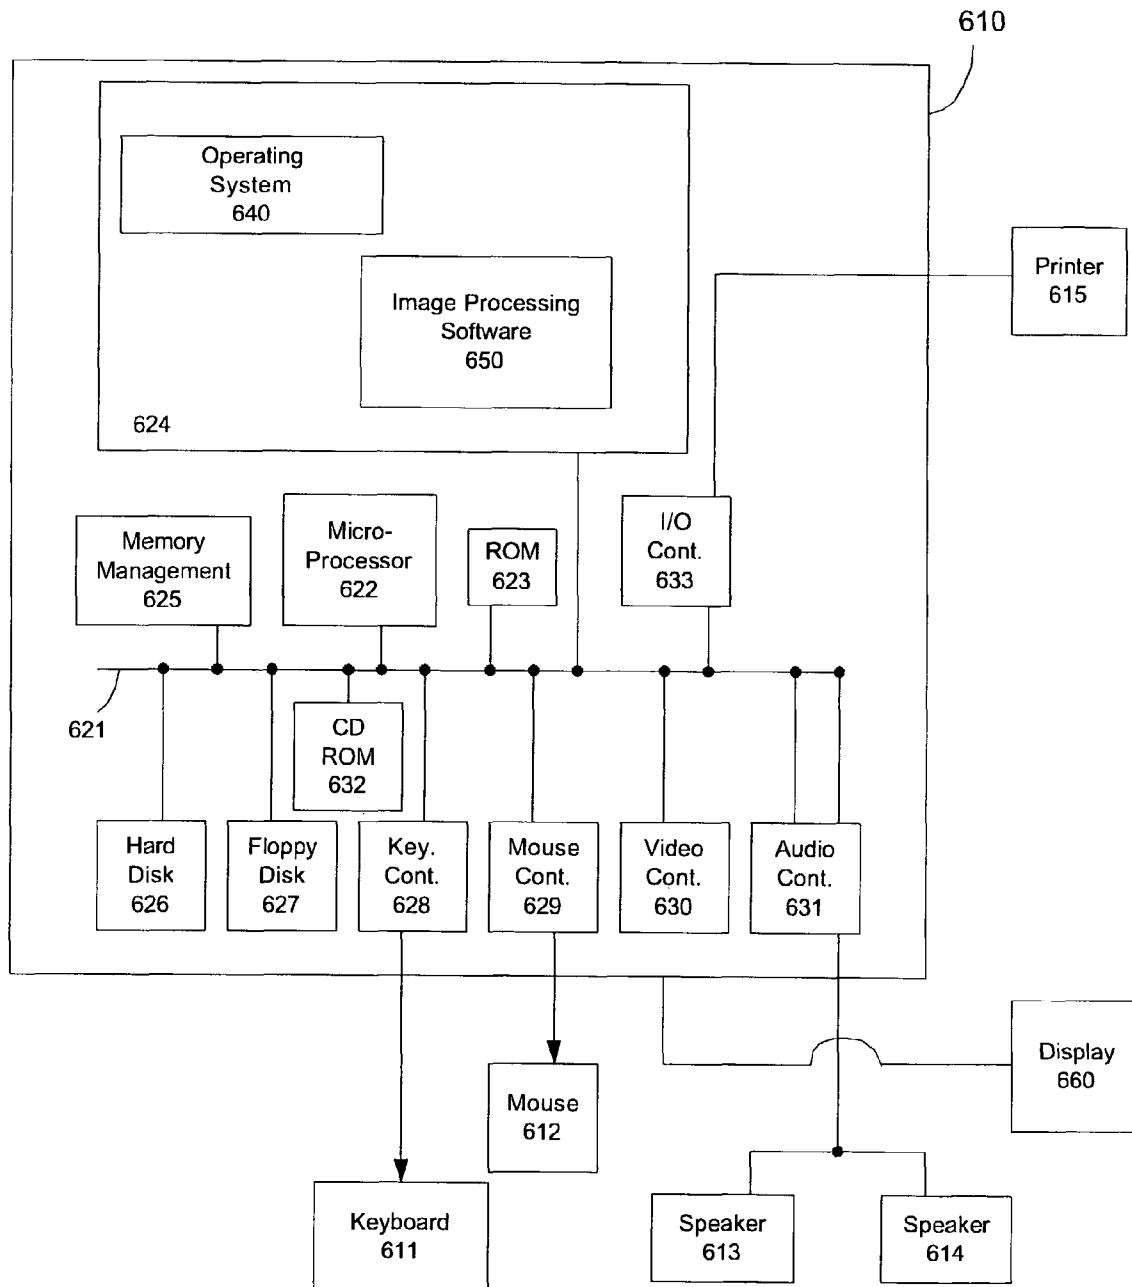 610
Operating
System
640
Image Processing
Software
650
624
Printer
615
Memory
Management
625
Micro-
Processor
622
ROM
623
I/O
Cont.
633
621
CD
ROM
632
Hard
Disk
626
Floppy
Disk
627
Key.
Cont.
628
Mouse
Cont.
629
Video
Cont.
630
Audio
Cont.
631
Display
660
Mouse
612
Keyboard
611
Speaker
613
Speaker
614